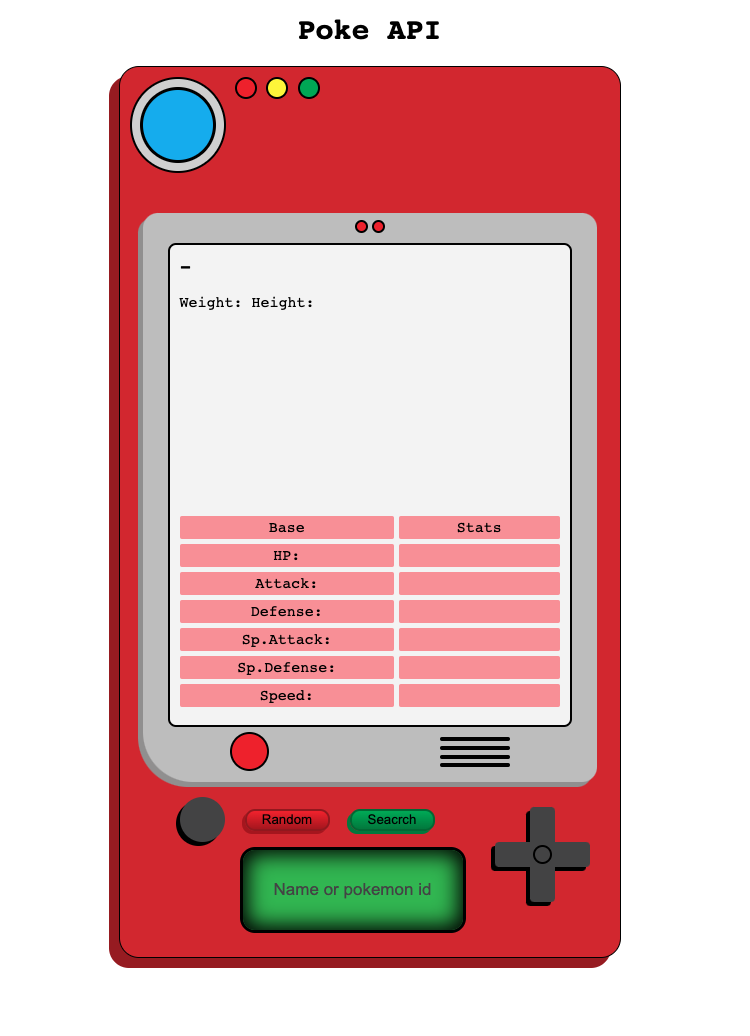 Poke API
–
Weight: Height:
Base Stats
HP:
Attack:
Defense:
Sp.Attack:
Sp.Defense:
Speed:
Random Seacrch
Name or pokemon id